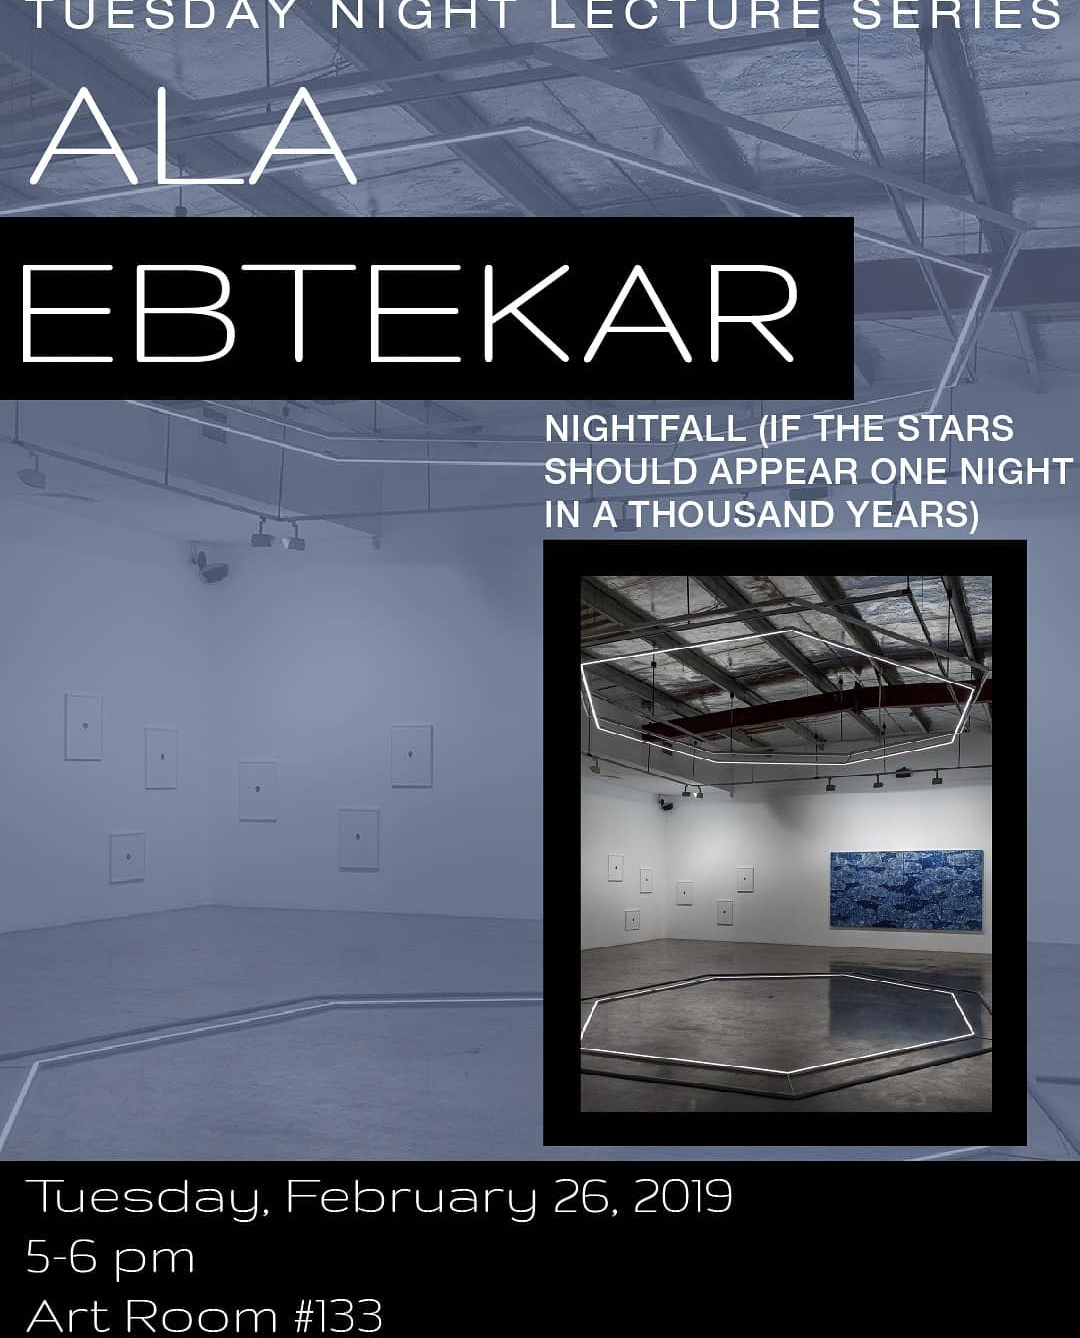 TUESDAY NIGHT LECTURE SERIES
ALA
EBTEKAR
NIGHTFALL (IF THE STARS
SHOULD APPEAR ONE NIGHT
IN A THOUSAND YEARS)
Tuesday, February 26, 2019
5-6 pm
Art Room #133